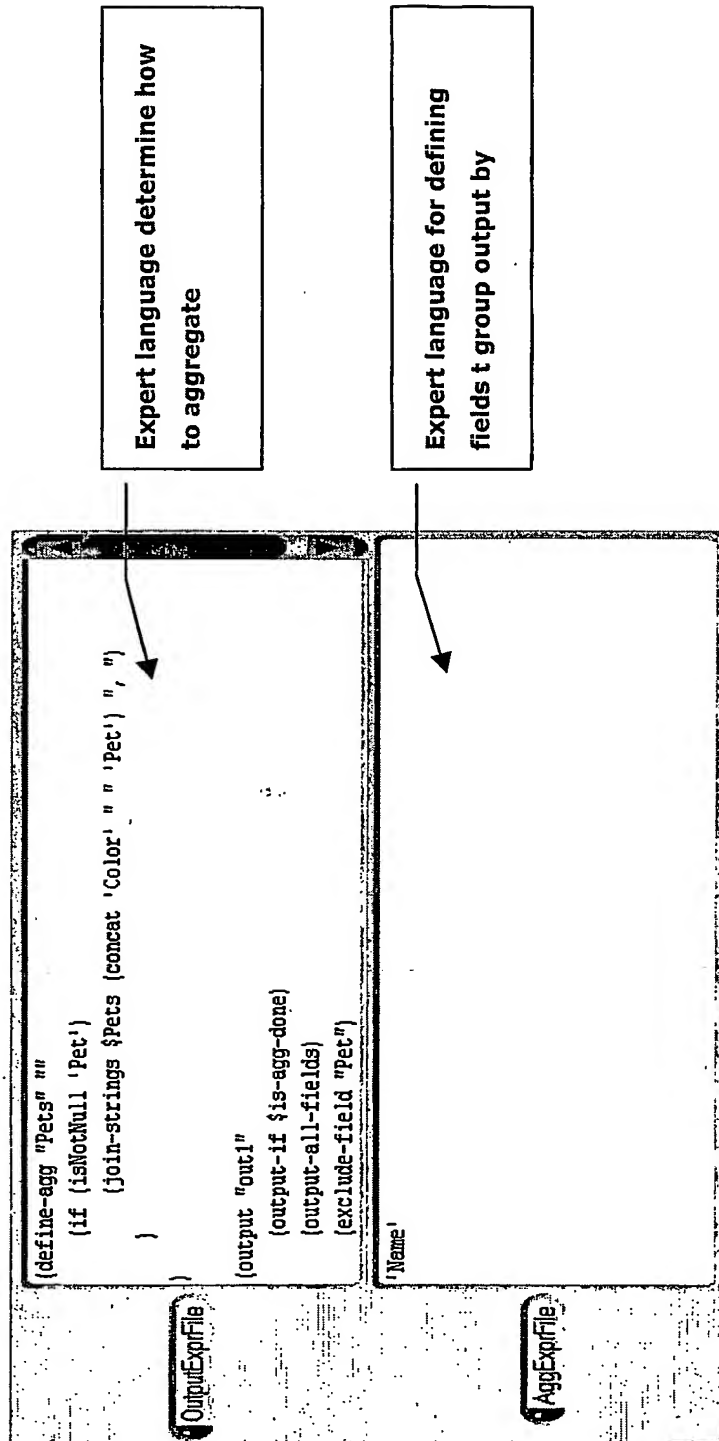 OutputExprFile
(define-agg "Pets" ""
(if (isNotNull 'Pet')
(join-strings $Pets (concat 'Color' " " 'Pet') ", ")
)
)
(output "out1"
(output-if $is-agg-done)
(output-all-fields)
(exclude-field "Pet")
Expert language determine how
to aggregate
AggExprFile
'Name'
Expert language for defining
fields t group output by